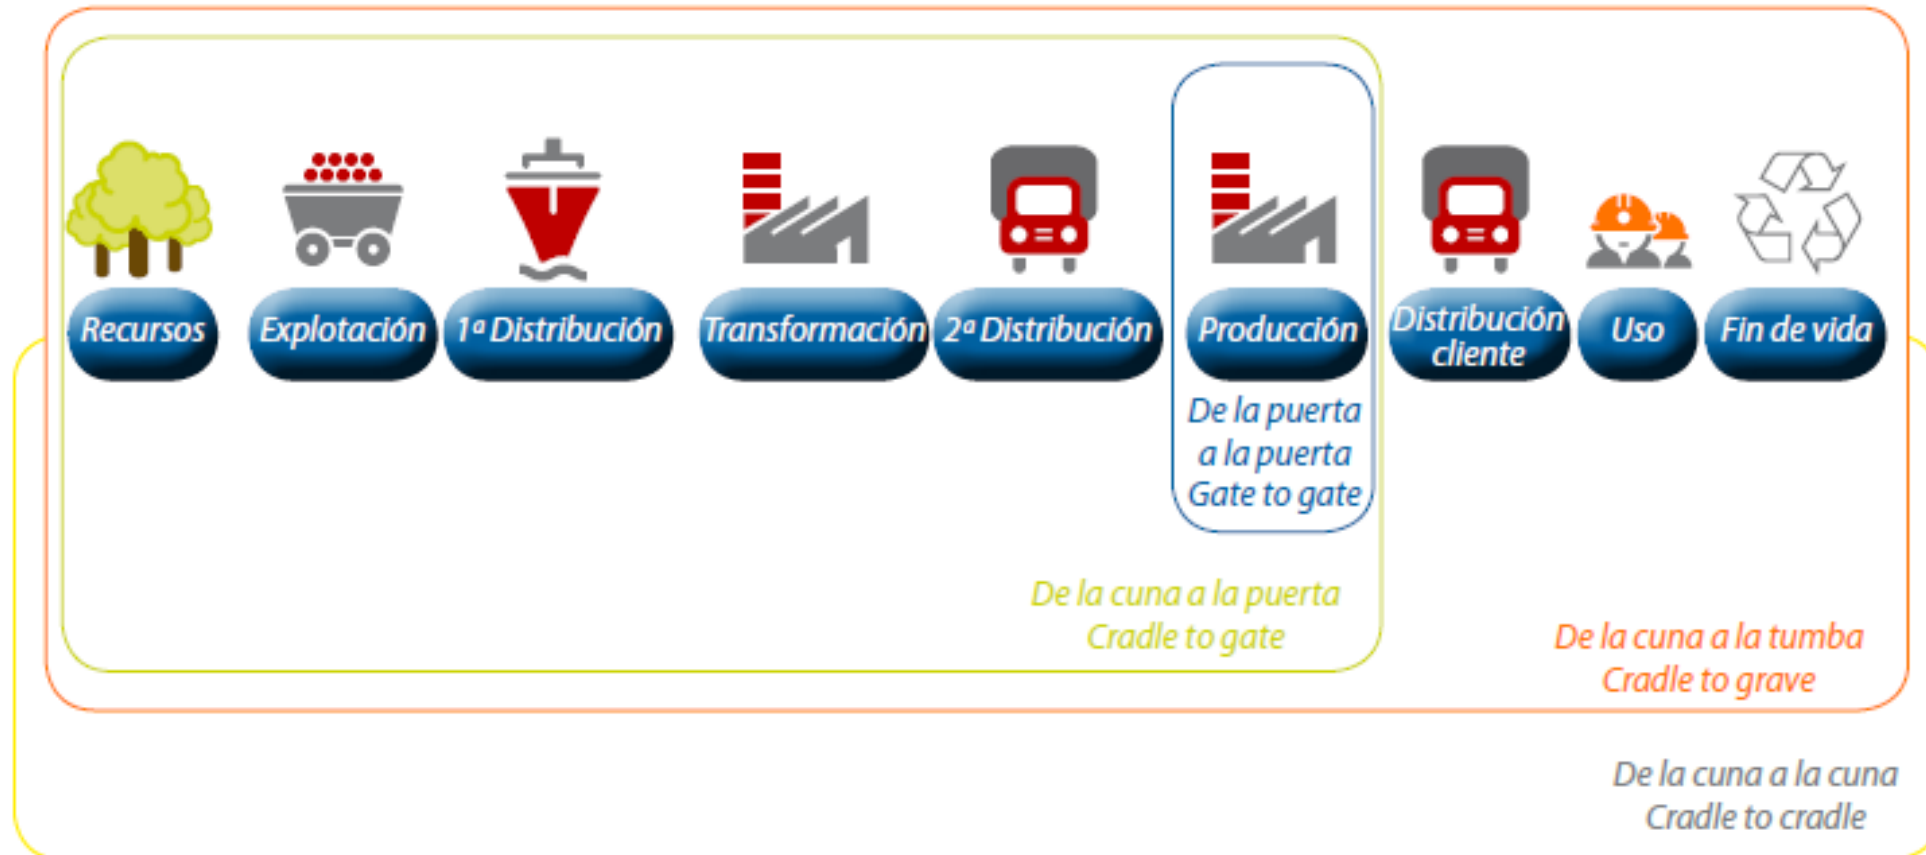 Recursos
Explotación
1ª Distribución
Transformación
2ª Distribución
Producción
Distribución
cliente
Uso
Fin de vida
De la puerta
a la puerta
Gate to gate
De la cuna a la puerta
Cradle to gate
De la cuna a la tumba
Cradle to grave
De la cuna a la cuna
Cradle to cradle